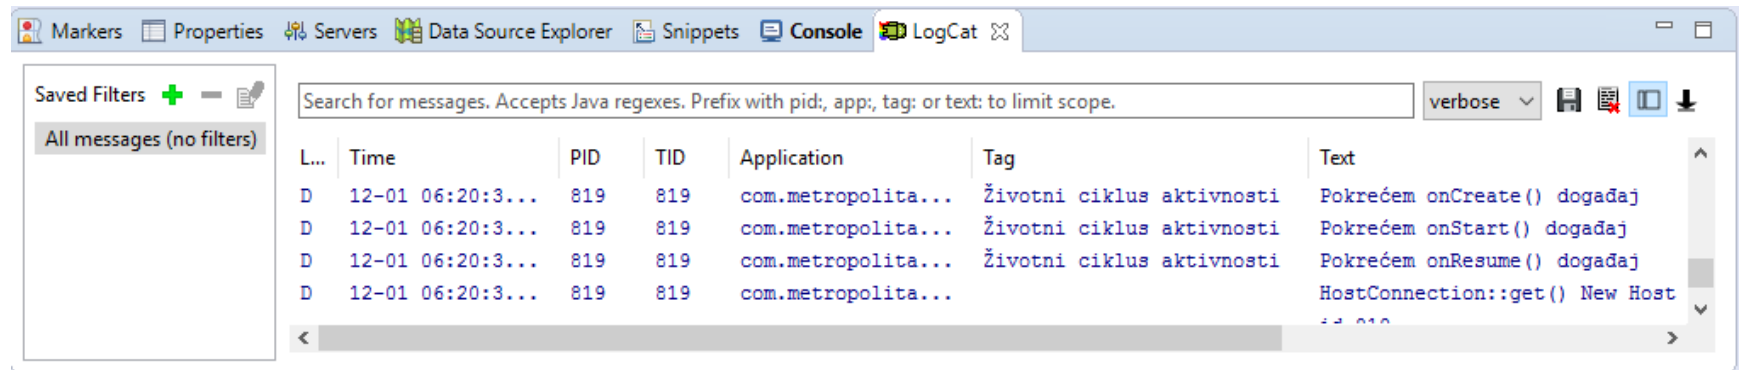 Markers Properties Servers Data Source Explorer Snippets Console LogCat
Saved Filters
All messages (no filters)
Search for messages. Accepts Java regexes. Prefix with pid:, app:, tag: or text: to limit scope.
verbose
L... Time PID TID Application Tag Text
D 12-01 06:20:3... 819 819 com.metropolita... Životni ciklus aktivnosti Pokrećem onCreate() događaj
D 12-01 06:20:3... 819 819 com.metropolita... Životni ciklus aktivnosti Pokrećem onStart() događaj
D 12-01 06:20:3... 819 819 com.metropolita... Životni ciklus aktivnosti Pokrećem onResume() događaj
D 12-01 06:20:3... 819 819 com.metropolita... HostConnection::get() New Host